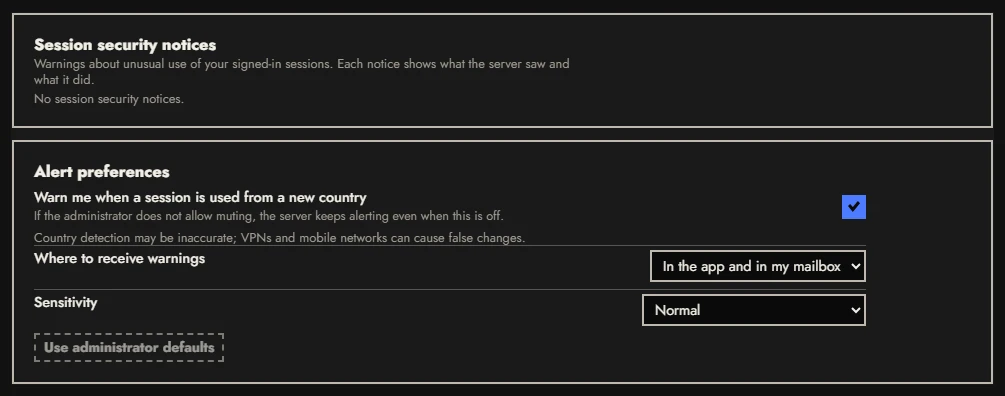 Session security notices
Warnings about unusual use of your signed-in sessions. Each notice shows what the server saw and
what it did.
No session security notices.
Alert preferences
Warn me when a session is used from a new country
If the administrator does not allow muting, the server keeps alerting even when this is off.
Country detection may be inaccurate; VPNs and mobile networks can cause false changes.
Where to receive warnings
In the app and in my mailbox
Sensitivity
Normal
Use administrator defaults